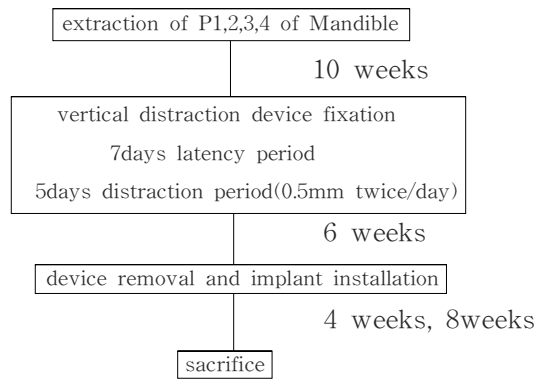 extraction of P1,2,3,4 of Mandible
10 weeks
vertical distraction device fixation
7days latency period
5days distraction period(0.5mm twice/day)
6 weeks
device removal and implant installation
4 weeks, 8weeks
sacrifice